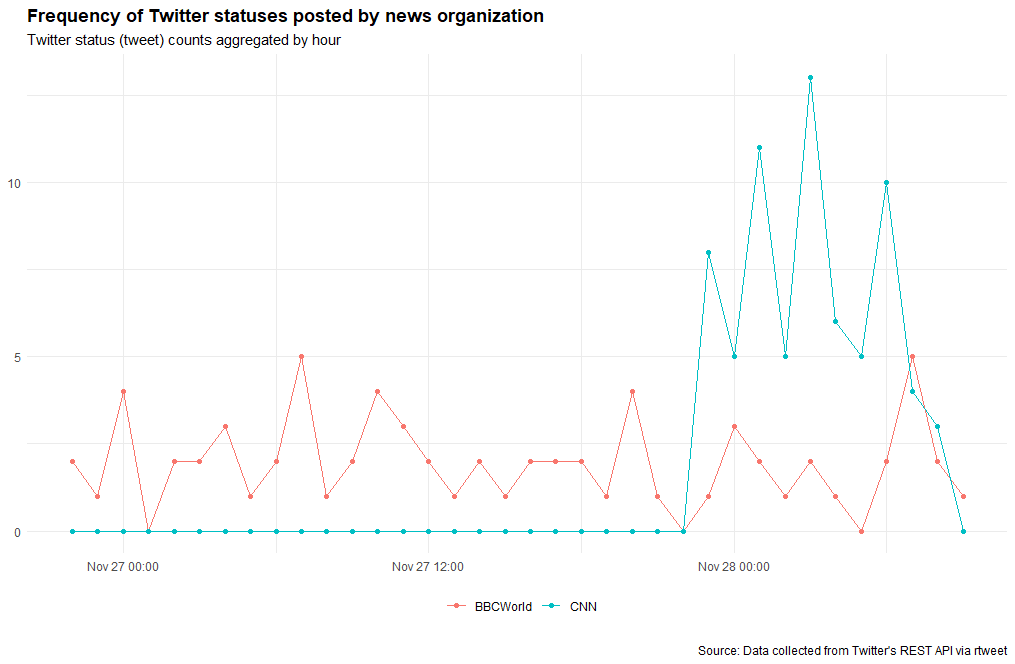 Frequency of Twitter statuses posted by news organization
Twitter status (tweet) counts aggregated by hour
10
5
0
Nov 27 00:00 Nov 27 12:00 Nov 28 00:00
BBCWorld CNN
Source: Data collected from Twitter's REST API via rtweet